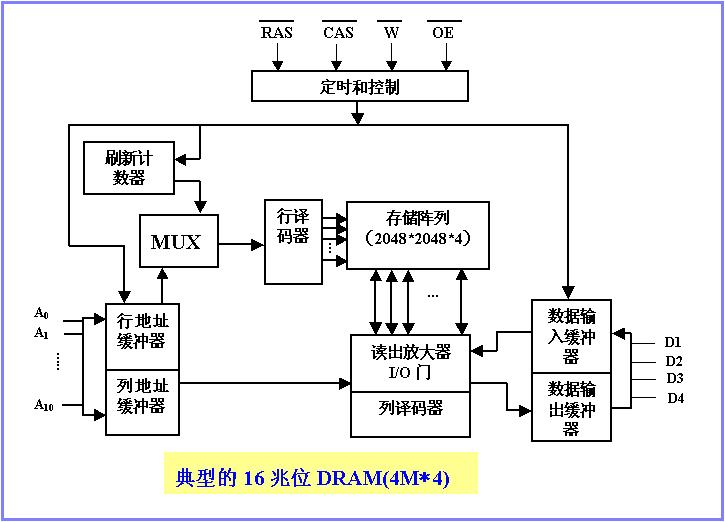 RAS CAS W OE
定时和控制
刷新计
数器
MUX
行译
码器
...
存储阵列
(2048*2048*4)
...
A0
A1
....
A10
行地址
缓冲器
列地址
缓冲器
读出放大器
I/O 门
列译码器
数据输
入缓冲
器
数据输
出缓冲
器
D1
D2
D3
D4
典型的 16 兆位 DRAM(4M*4)